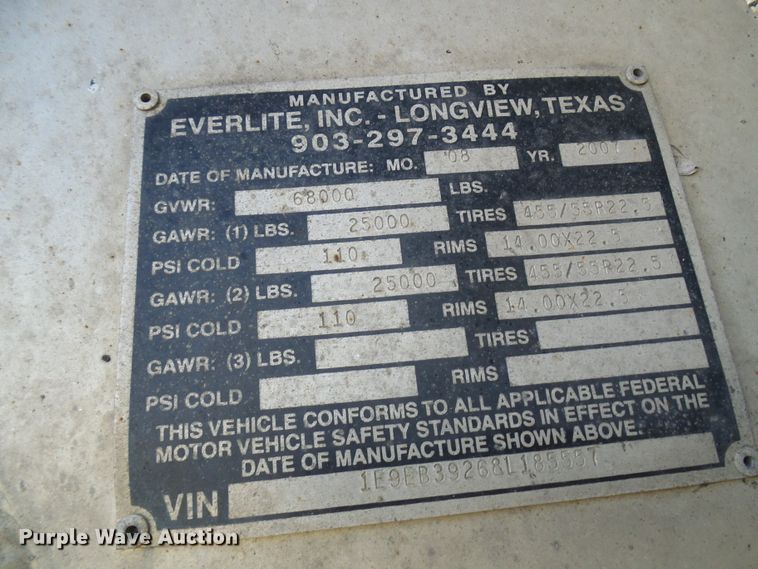 MANUFACTURED BY
EVERLITE, INC. - LONGVIEW, TEXAS
903-297-3444
DATE OF MANUFACTURE: MO. 08 YR. 2007
GVWR: 68000 LBS.
GAWR: (1) LBS. 25000 TIRES 455/55R22.5
PSI COLD 110 RIMS 14.00X22.5
GAWR: (2) LBS. 25000 TIRES 455/55R22.5
PSI COLD 110 RIMS 14.00X22.5
GAWR: (3) LBS. TIRES
PSI COLD RIMS
THIS VEHICLE CONFORMS TO ALL APPLICABLE FEDERAL
MOTOR VEHICLE SAFETY STANDARDS IN EFFECT ON THE
DATE OF MANUFACTURE SHOWN ABOVE.
VIN 1E9EB39268L185557
Purple Wave Auction